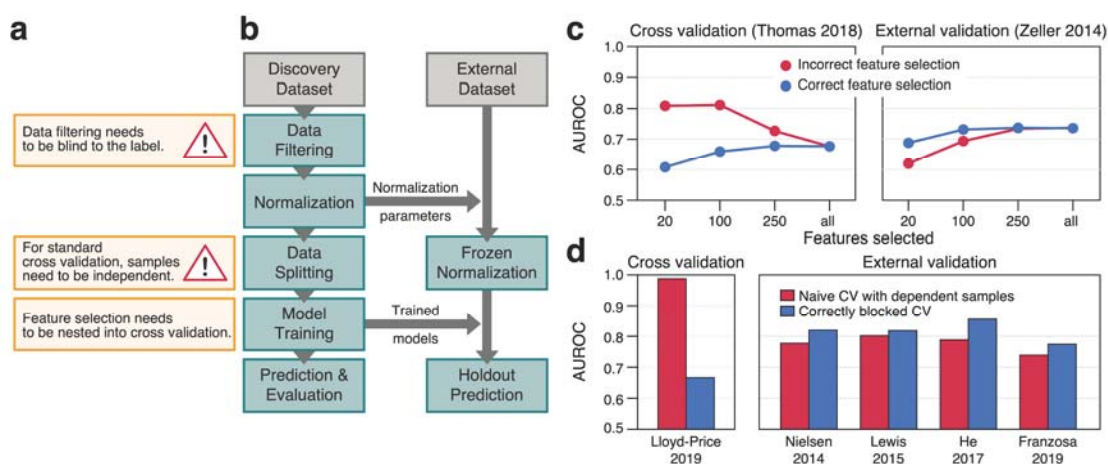 a
Data filtering needs
to be blind to the label.
!
For standard
cross validation, samples
need to be independent.
!
Feature selection needs
to be nested into cross validation.
b
Discovery
Dataset
External
Dataset
Data
Filtering
Normalization
Normalization
parameters
Data
Splitting
Frozen
Normalization
Model
Training
Trained
models
Prediction &
Evaluation
Holdout
Prediction
c
Cross validation (Thomas 2018)
External validation (Zeller 2014)
Incorrect feature selection
Correct feature selection
AUROC
1.0
0.9
0.8
0.7
0.6
0.5
20
100
250
all
20
100
250
all
Features selected
d
Cross validation
External validation
Naive CV with dependent samples
Correctly blocked CV
AUROC
1.0
0.9
0.8
0.7
0.6
0.5
Lloyd-Price
2019
Nielsen
2014
Lewis
2015
He
2017
Franzosa
2019